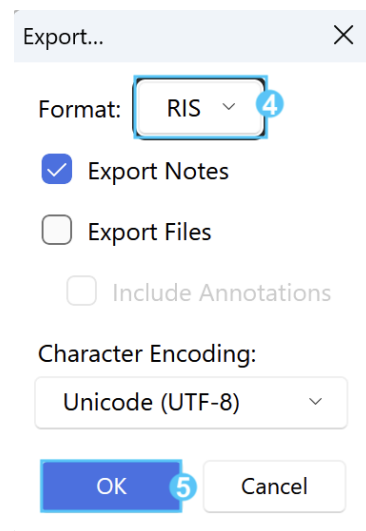 Export...
Format: RIS 4
Export Notes
Export Files
Include Annotations
Character Encoding:
Unicode (UTF-8)
OK 5 Cancel